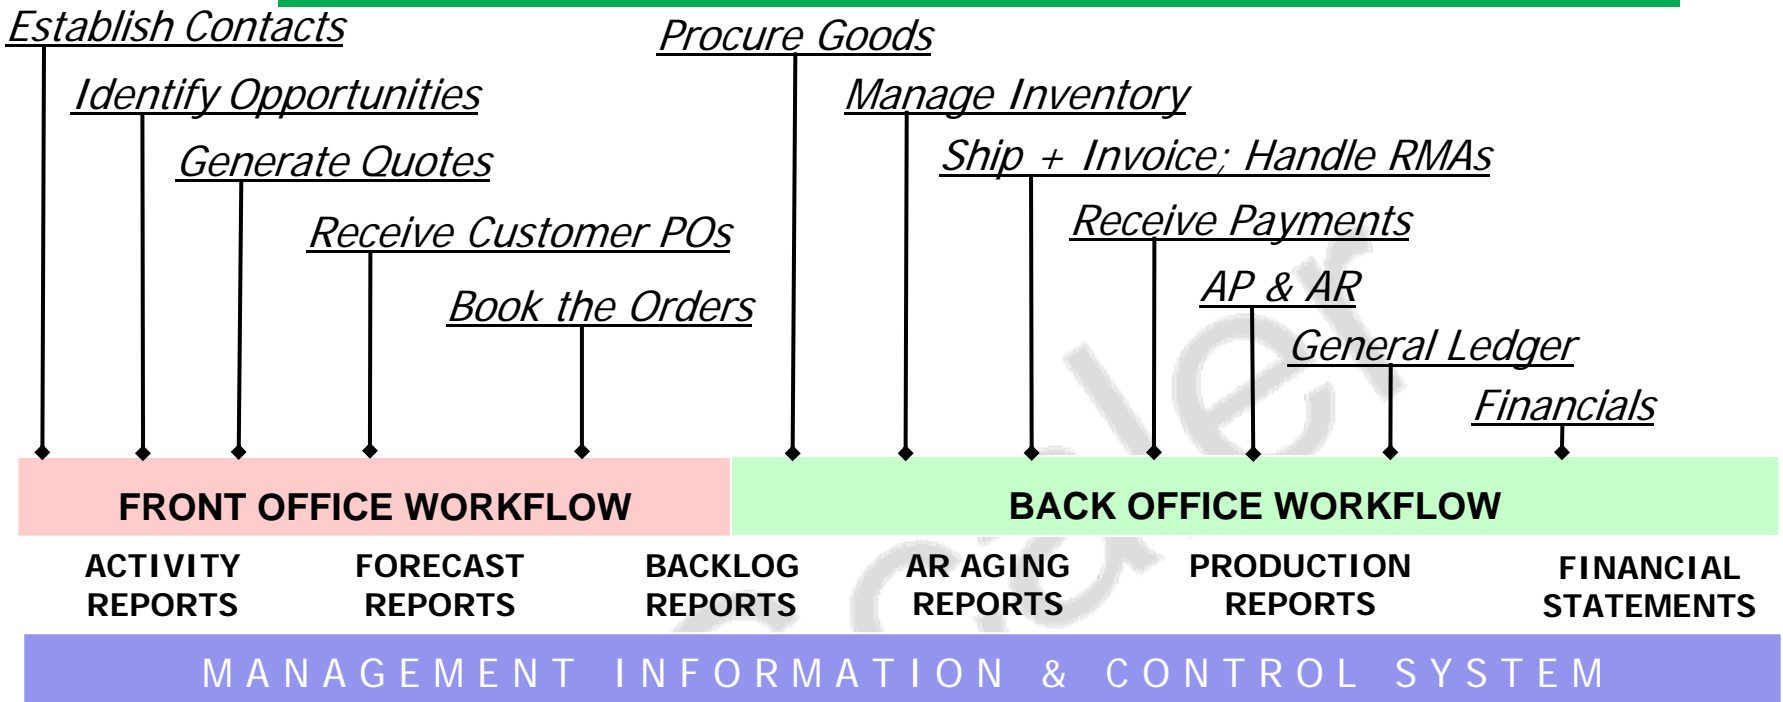 Establish Contacts
Identify Opportunities
Generate Quotes
Receive Customer POs
Book the Orders
Procure Goods
Manage Inventory
Ship + Invoice; Handle RMAs
Receive Payments
AP & AR
General Ledger
Financials
FRONT OFFICE WORKFLOW
BACK OFFICE WORKFLOW
ACTIVITY
REPORTS
FORECAST
REPORTS
BACKLOG
REPORTS
AR AGING
REPORTS
PRODUCTION
REPORTS
FINANCIAL
STATEMENTS
MANAGEMENT INFORMATION & CONTROL SYSTEM